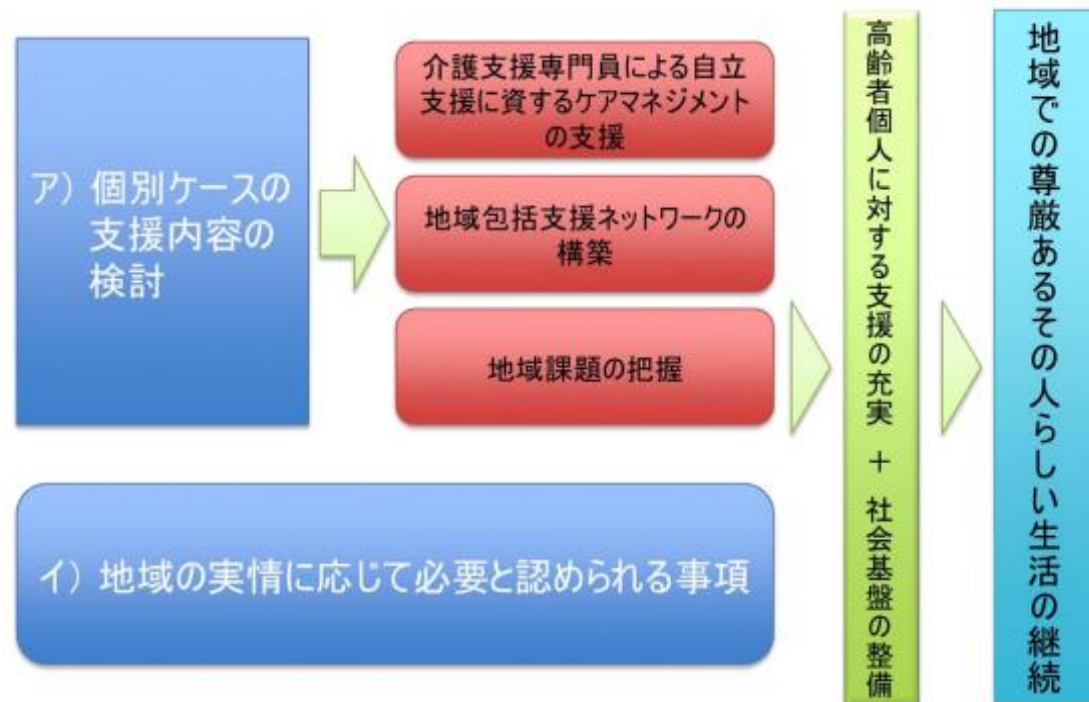 ア）個別ケースの
支援内容の
検討
介護支援専門員による自立
支援に資するケアマネジメント
の支援
地域包括支援ネットワークの
構築
地域課題の把握
イ）地域の実情に応じて必要と認められる事項
高齢者個人に対する支援の充実 ＋ 社会基盤の整備
地域での尊厳あるその人らしい生活の継続